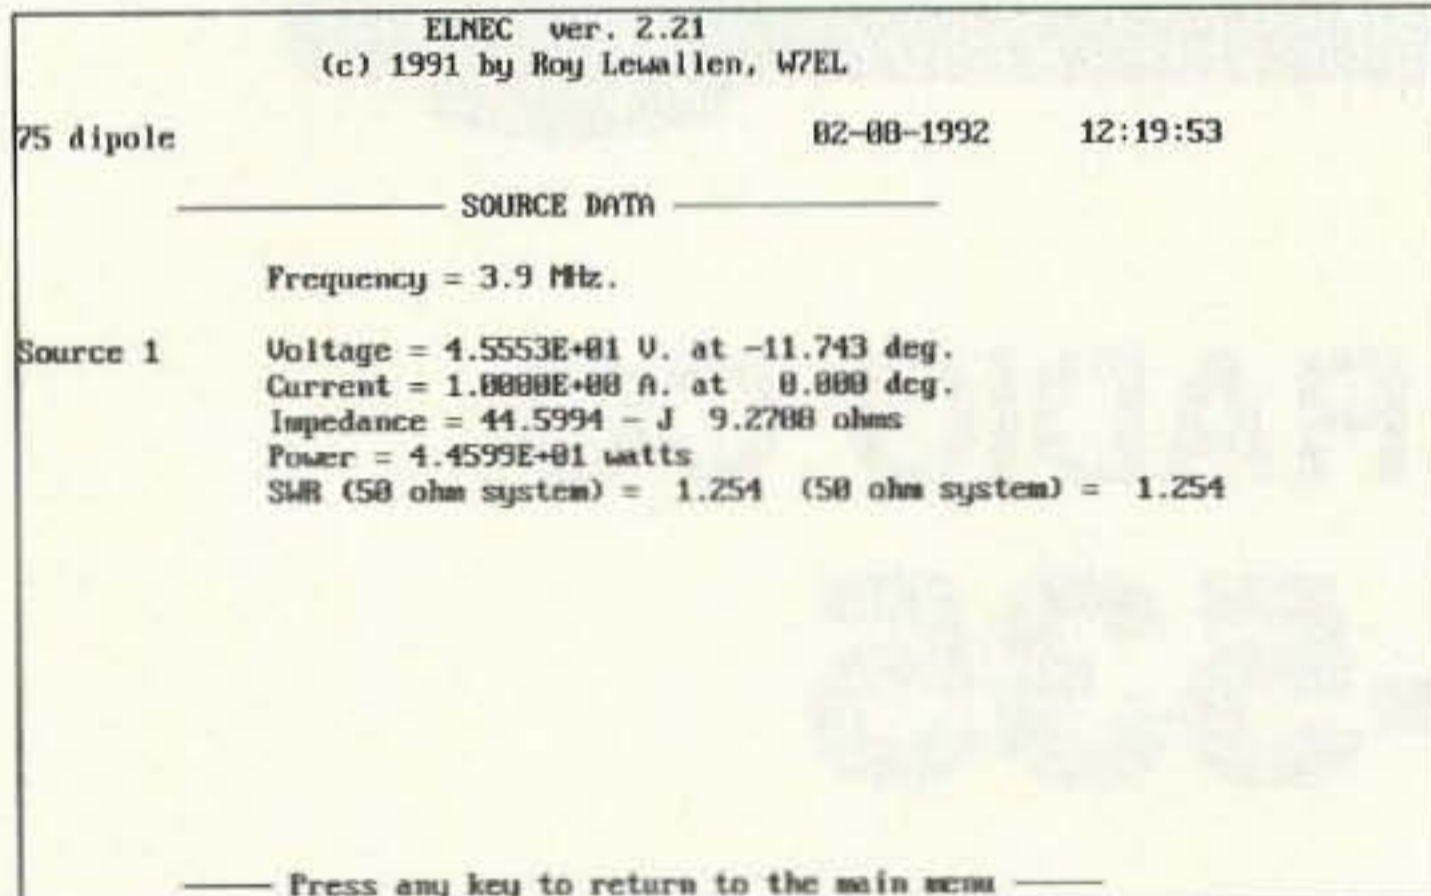 ELNEC ver. 2.21
(c) 1991 by Roy Lewallen, W7EL
75 dipole 02-08-1992 12:19:53
SOURCE DATA
Frequency = 3.9 MHz.
Source 1 Voltage = 4.5553E+01 V. at -11.743 deg.
Current = 1.0000E+00 A. at 0.000 deg.
Impedance = 44.5994 - J 9.2708 ohms
Power = 4.4599E+01 watts
SWR (50 ohm system) = 1.254 (50 ohm system) = 1.254
Press any key to return to the main menu